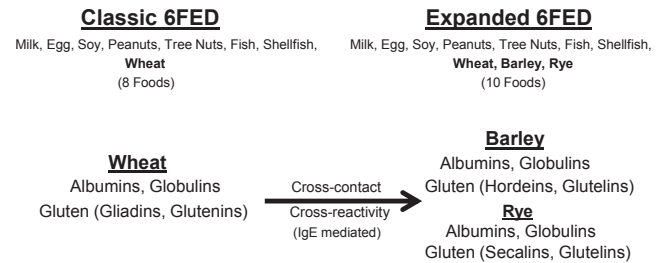 Classic 6FED
Milk, Egg, Soy, Peanuts, Tree Nuts, Fish, Shellfish,
Wheat
(8 Foods)
Expanded 6FED
Milk, Egg, Soy, Peanuts, Tree Nuts, Fish, Shellfish,
Wheat, Barley, Rye
(10 Foods)
Wheat
Albumins, Globulins
Gluten (Gliadins, Glutenins)
Cross-contact
Cross-reactivity
(IgE mediated)
Barley
Albumins, Globulins
Gluten (Hordeins, Glutelins)
Rye
Albumins, Globulins
Gluten (Secalins, Glutelins)